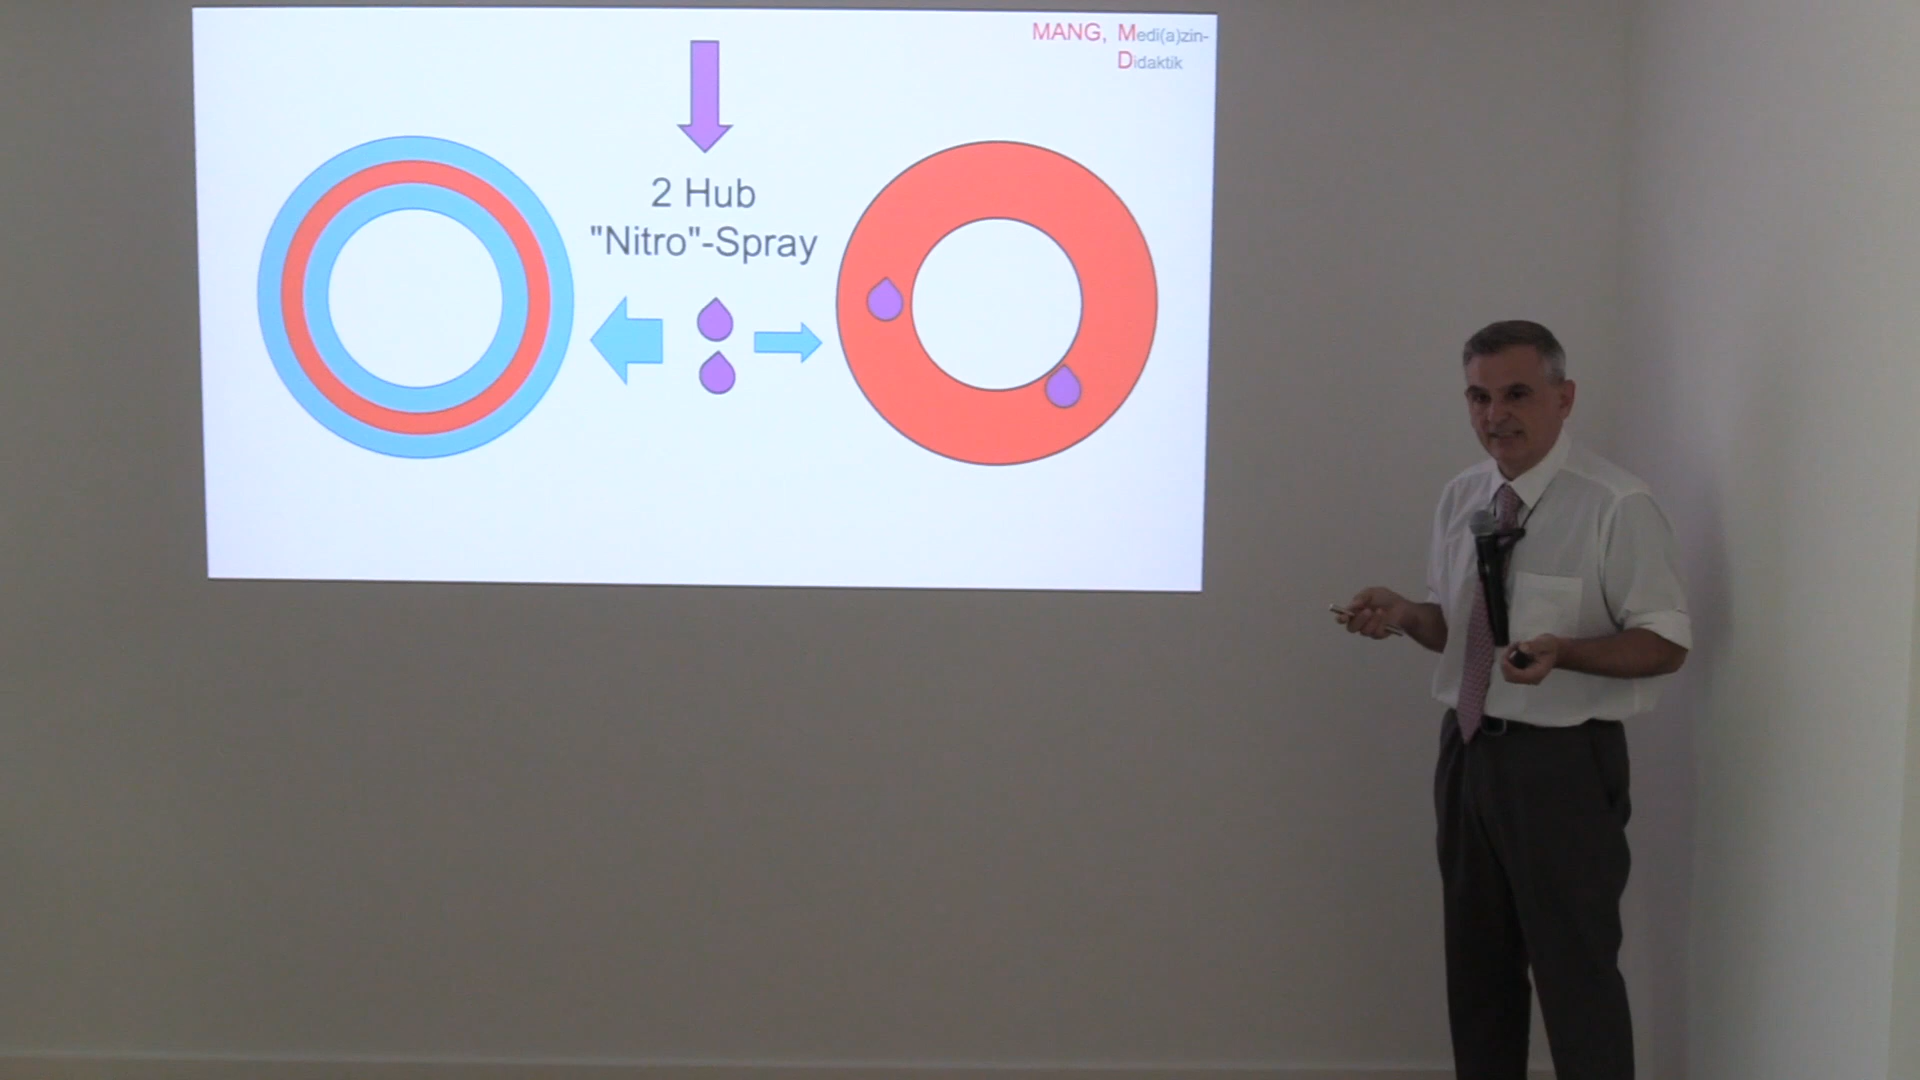 MANG, Medi(a)zin-
Didaktik
2 Hub
"Nitro"-Spray